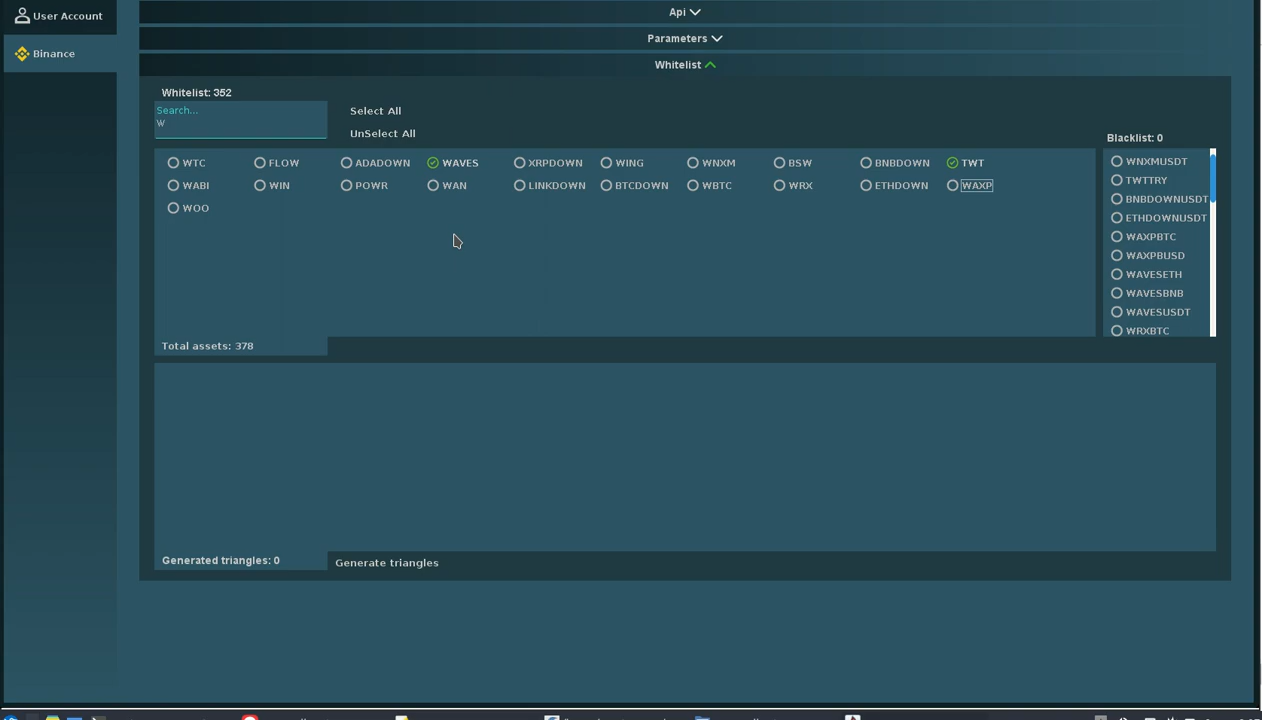 User Account
Binance
Api
Parameters
Whitelist
Whitelist: 352
Search...
W
Select All
UnSelect All
Blacklist: 0
WTC FLOW ADADOWN WAVES XRPDOWN WING WNXM BSW BNBDOWN TWT
WABI WIN POWR WAN LINKDOWN BTCDOWN WBTC WRX ETHDOWN WAXP
WOO
WNXMUSDT
TWTTRY
BNBDOWNUSDT
ETHDOWNUSDT
WAXPBTC
WAXPBUSD
WAVESETH
WAVESBNB
WAVESUSDT
WRXBTC
Total assets: 378
Generated triangles: 0
Generate triangles